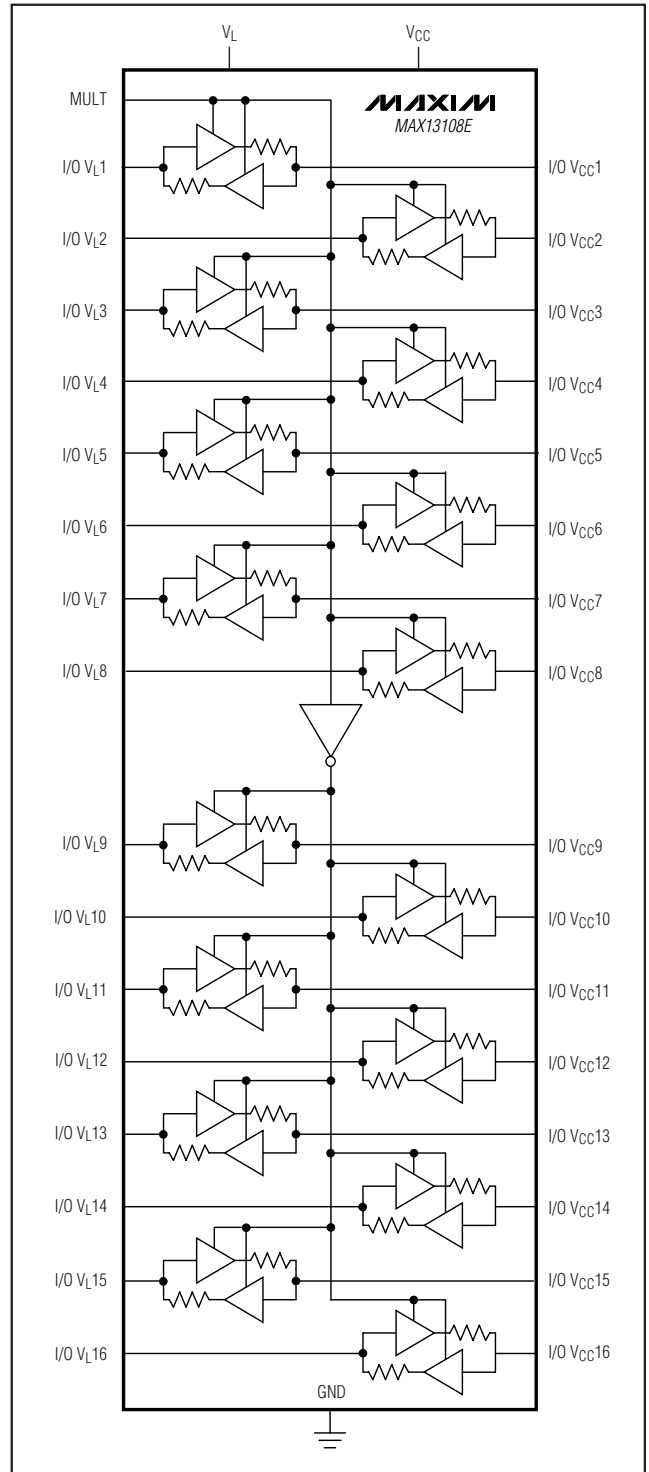 VL VCC
MULT
MAXIM
MAX13108E
I/O VL1 I/O VCC1
I/O VL2 I/O VCC2
I/O VL3 I/O VCC3
I/O VL4 I/O VCC4
I/O VL5 I/O VCC5
I/O VL6 I/O VCC6
I/O VL7 I/O VCC7
I/O VL8 I/O VCC8
I/O VL9 I/O VCC9
I/O VL10 I/O VCC10
I/O VL11 I/O VCC11
I/O VL12 I/O VCC12
I/O VL13 I/O VCC13
I/O VL14 I/O VCC14
I/O VL15 I/O VCC15
I/O VL16 I/O VCC16
GND